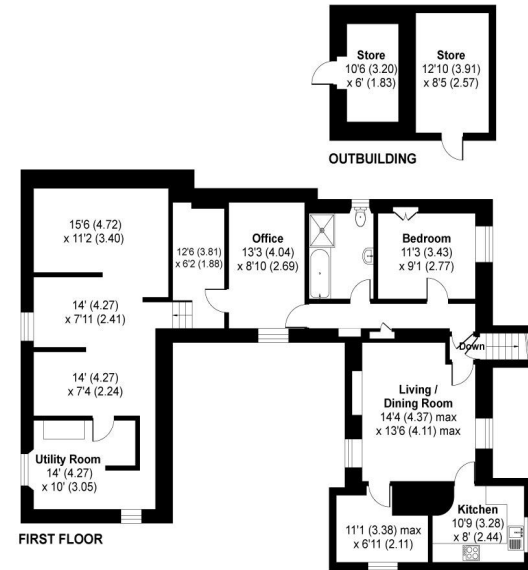 Store
10'6 (3.20)
x 6' (1.83)
Store
12'10 (3.91)
x 8'5 (2.57)
OUTBUILDING
15'6 (4.72)
x 11'2 (3.40)
12'6 (3.81)
x 6'2 (1.88)
Office
13'3 (4.04)
x 8'10 (2.69)
Bedroom
11'3 (3.43)
x 9'1 (2.77)
14' (4.27)
x 7'11 (2.41)
14' (4.27)
x 7'4 (2.24)
Down
Living /
Dining Room
14'4 (4.37) max
x 13'6 (4.11) max
Utility Room
14' (4.27)
x 10' (3.05)
11'1 (3.38) max
x 6'11 (2.11)
Kitchen
10'9 (3.28)
x 8' (2.44)
FIRST FLOOR